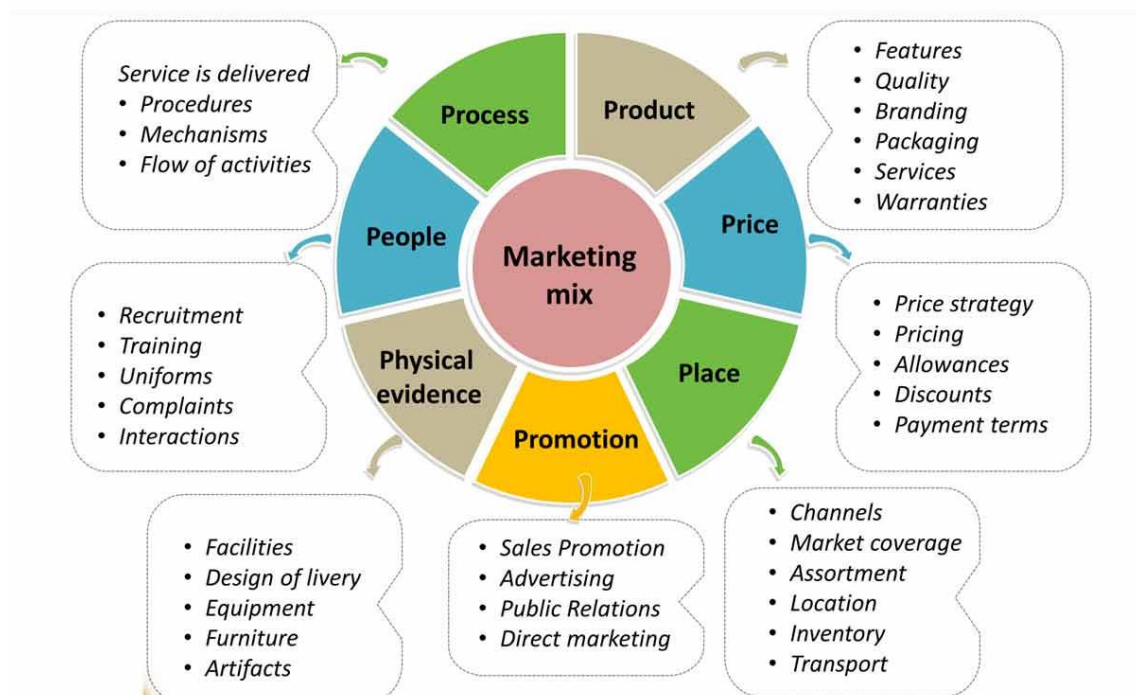 Service is delivered
• Procedures
• Mechanisms
• Flow of activities
Process
Product
• Features
• Quality
• Branding
• Packaging
• Services
• Warranties
People
Price
Marketing
mix
• Recruitment
• Training
• Uniforms
• Complaints
• Interactions
• Price strategy
• Pricing
• Allowances
• Discounts
• Payment terms
Physical
evidence
Place
Promotion
• Facilities
• Design of livery
• Equipment
• Furniture
• Artifacts
• Sales Promotion
• Advertising
• Public Relations
• Direct marketing
• Channels
• Market coverage
• Assortment
• Location
• Inventory
• Transport